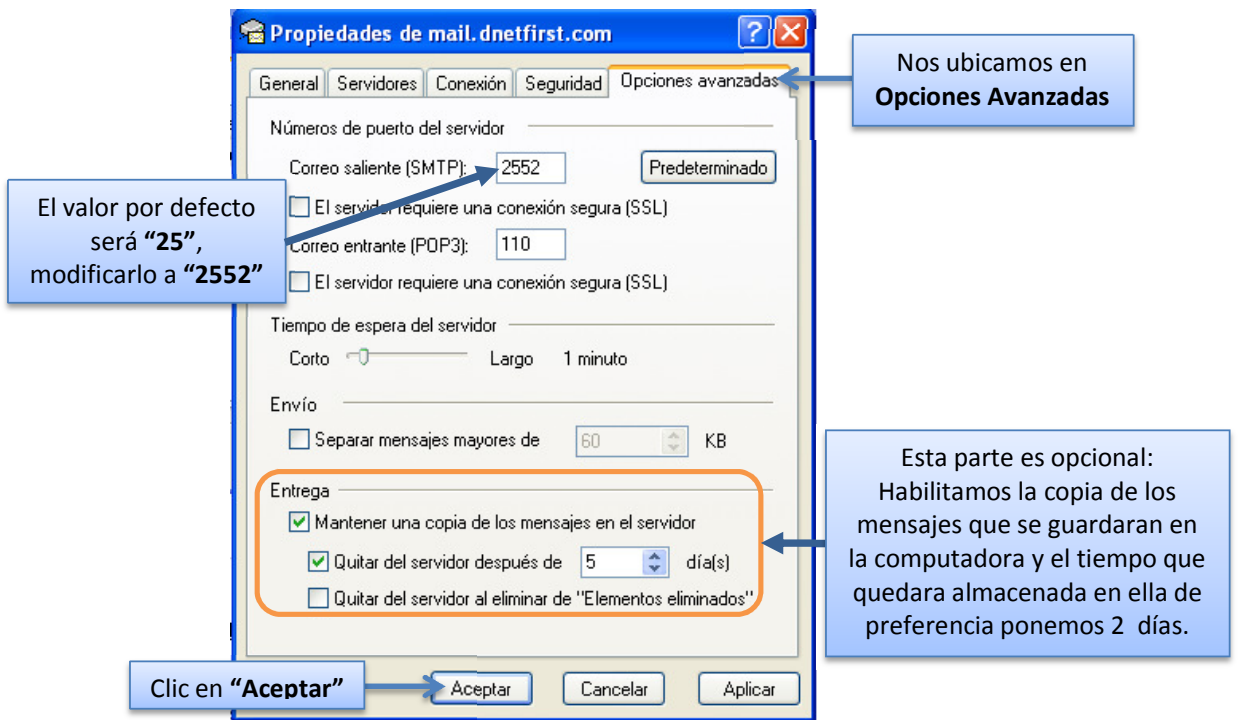 Propiedades de mail.dnetfirst.com
General Servidores Conexión Seguridad Opciones avanzadas
Nos ubicamos en
Opciones Avanzadas
Números de puerto del servidor
Correo saliente (SMTP): 2552 Predeterminado
El servidor requiere una conexión segura (SSL)
El valor por defecto
será “25”,
modificarlo a “2552”
Correo entrante (POP3): 110
El servidor requiere una conexión segura (SSL)
Tiempo de espera del servidor
Corto Largo 1 minuto
Envío
Separar mensajes mayores de 60 KB
Entrega
Mantener una copia de los mensajes en el servidor
Quitar del servidor después de 5 día(s)
Quitar del servidor al eliminar de "Elementos eliminados"
Esta parte es opcional:
Habilitamos la copia de los
mensajes que se guardaran en
la computadora y el tiempo que
quedara almacenada en ella de
preferencia ponemos 2 días.
Clic en “Aceptar”
Aceptar Cancelar Aplicar